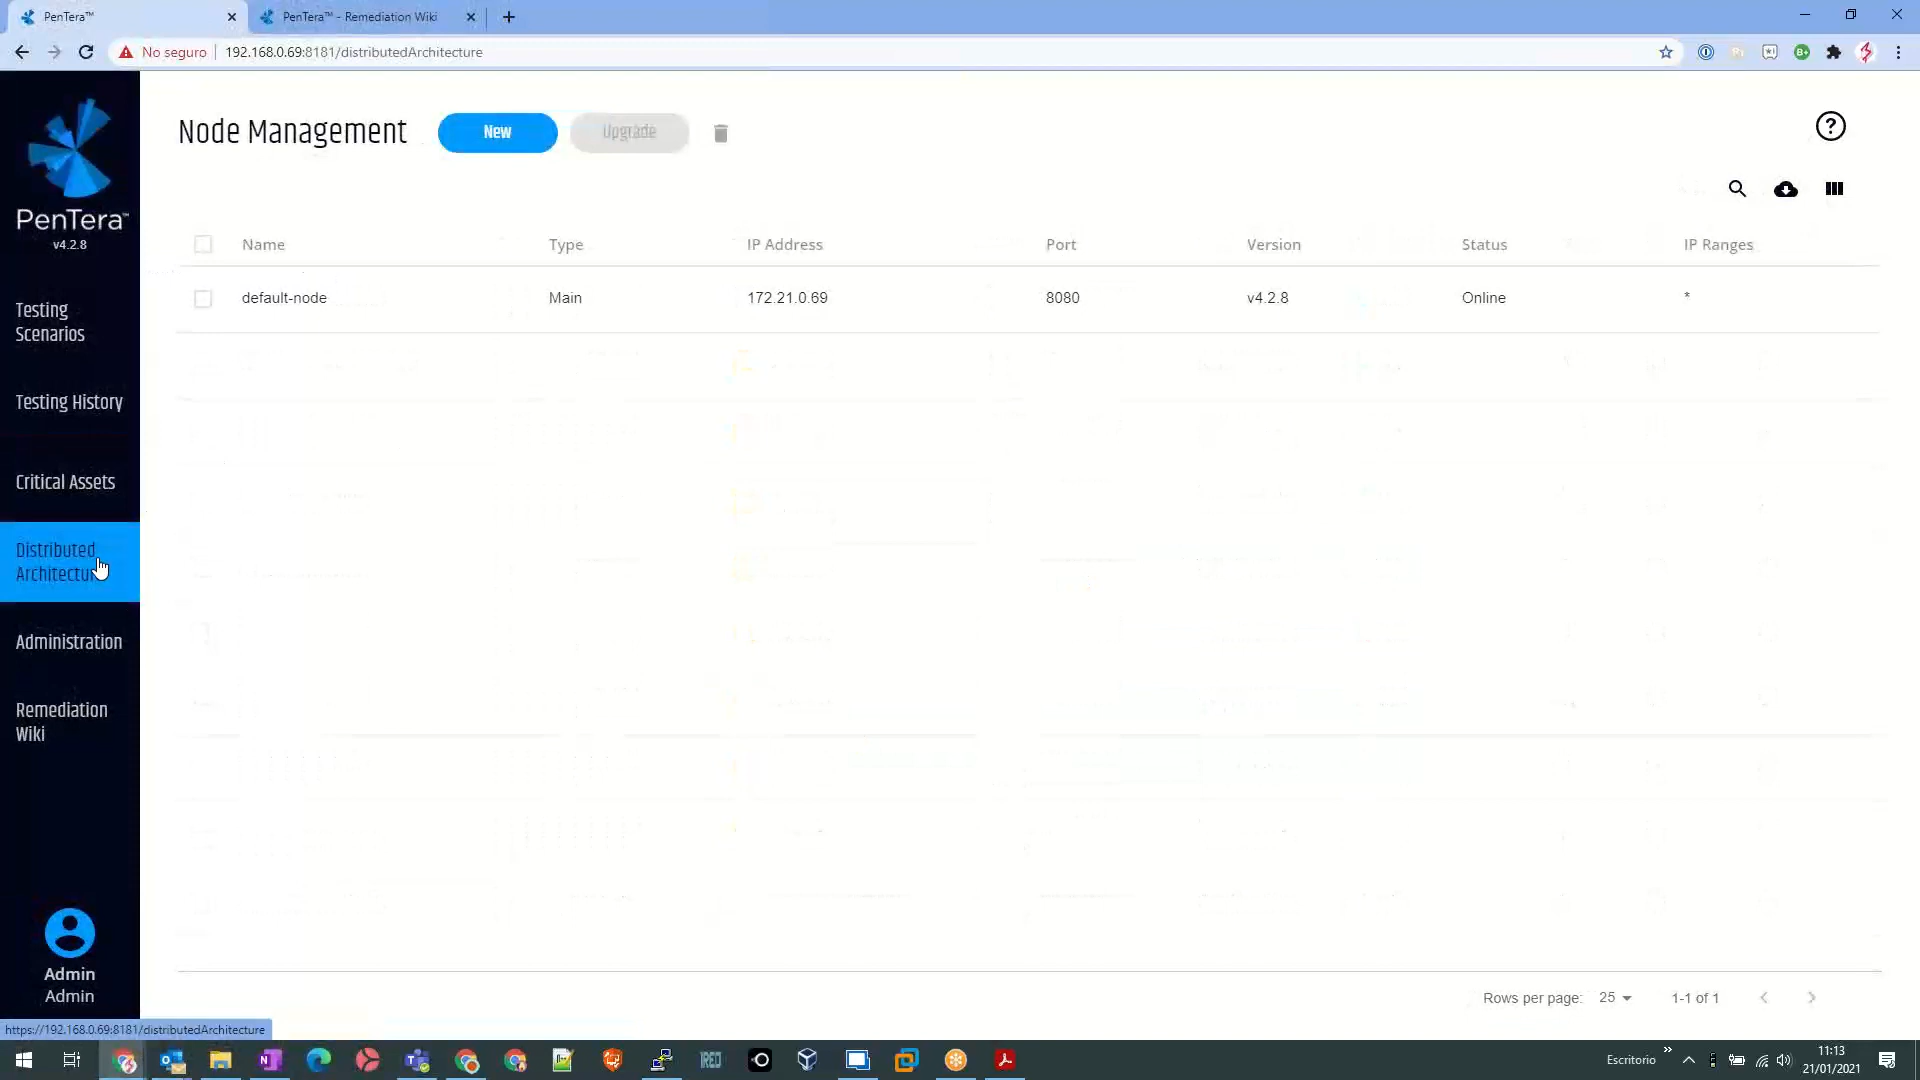 PenTera™
PenTera™ - Remediation Wiki
No seguro
192.168.0.69:8181/distributedArchitecture
PenTera™
v4.2.8
Testing
Scenarios
Testing History
Critical Assets
Distributed
Architecture
Administration
Remediation
Wiki
Admin
Admin
Node Management
New
Upgrade
Name Type IP Address Port Version Status IP Ranges
default-node Main 172.21.0.69 8080 v4.2.8 Online *
Rows per page: 25 1-1 of 1
https://192.168.0.69:8181/distributedArchitecture
Escritorio
11:13
21/01/2021